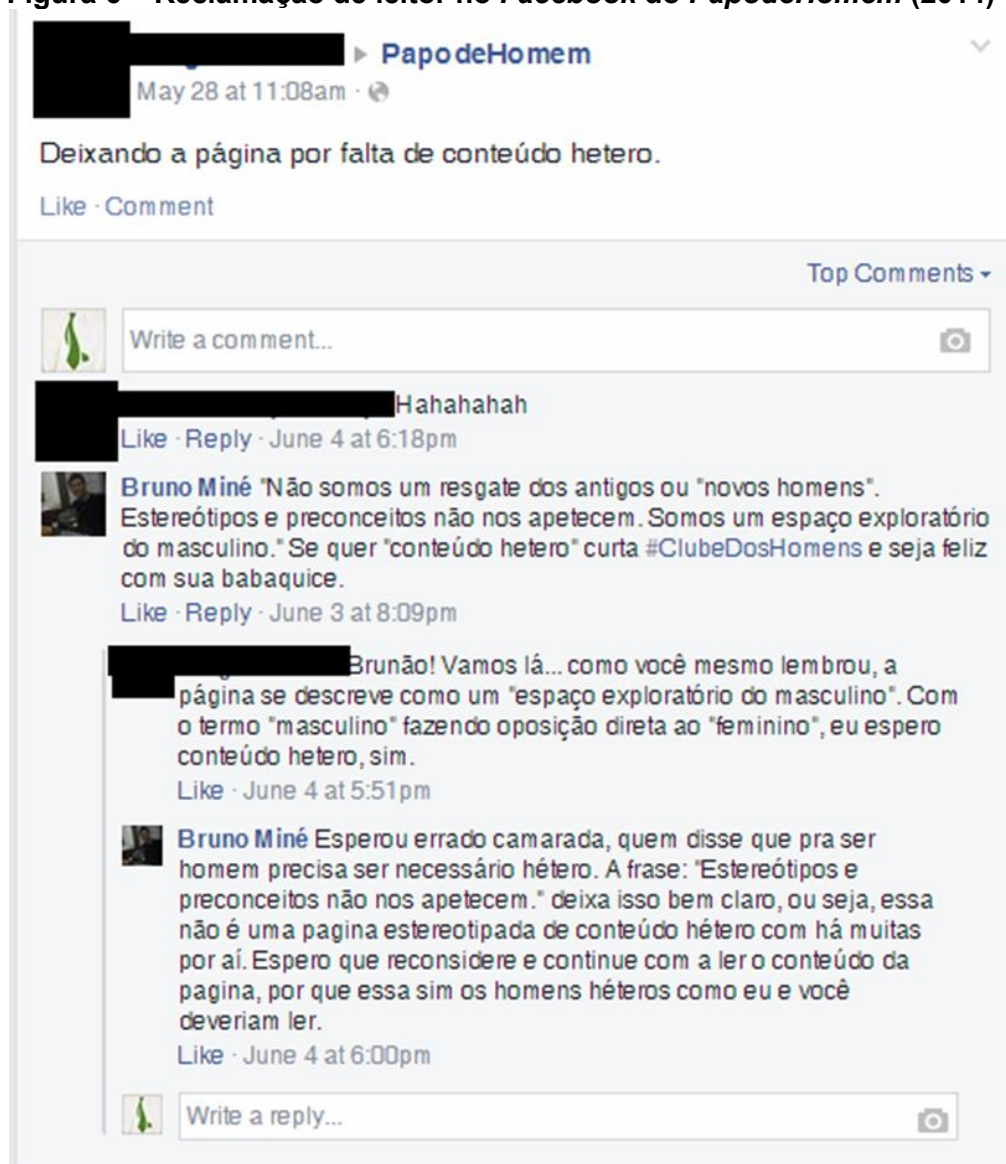 PapodeHomem
May 28 at 11:08am ·
Deixando a página por falta de conteúdo hetero.
Like · Comment
Top Comments
Write a comment...
Hahahahah
Like · Reply · June 4 at 6:18pm
Bruno Miné "Não somos um resgate dos antigos ou "novos homens".
Estereótipos e preconceitos não nos apetecem. Somos um espaço exploratório
do masculino." Se quer "conteúdo hetero" curta #ClubeDosHomens e seja feliz
com sua babaquice.
Like · Reply · June 3 at 8:09pm
Brunão! Vamos lá... como você mesmo lembrou, a
página se descreve como um "espaço exploratório do masculino". Com
o termo "masculino" fazendo oposição direta ao "feminino", eu espero
conteúdo hetero, sim.
Like · June 4 at 5:51pm
Bruno Miné Esperou errado camarada, quem disse que pra ser
homem precisa ser necessário hétero. A frase: "Estereótipos e
preconceitos não nos apetecem." deixa isso bem claro, ou seja, essa
não é uma pagina estereotipada de conteúdo hétero com há muitas
por aí. Espero que reconsidere e continue com a ler o conteúdo da
pagina, por que essa sim os homens héteros como eu e você
deveriam ler.
Like · June 4 at 6:00pm
Write a reply...